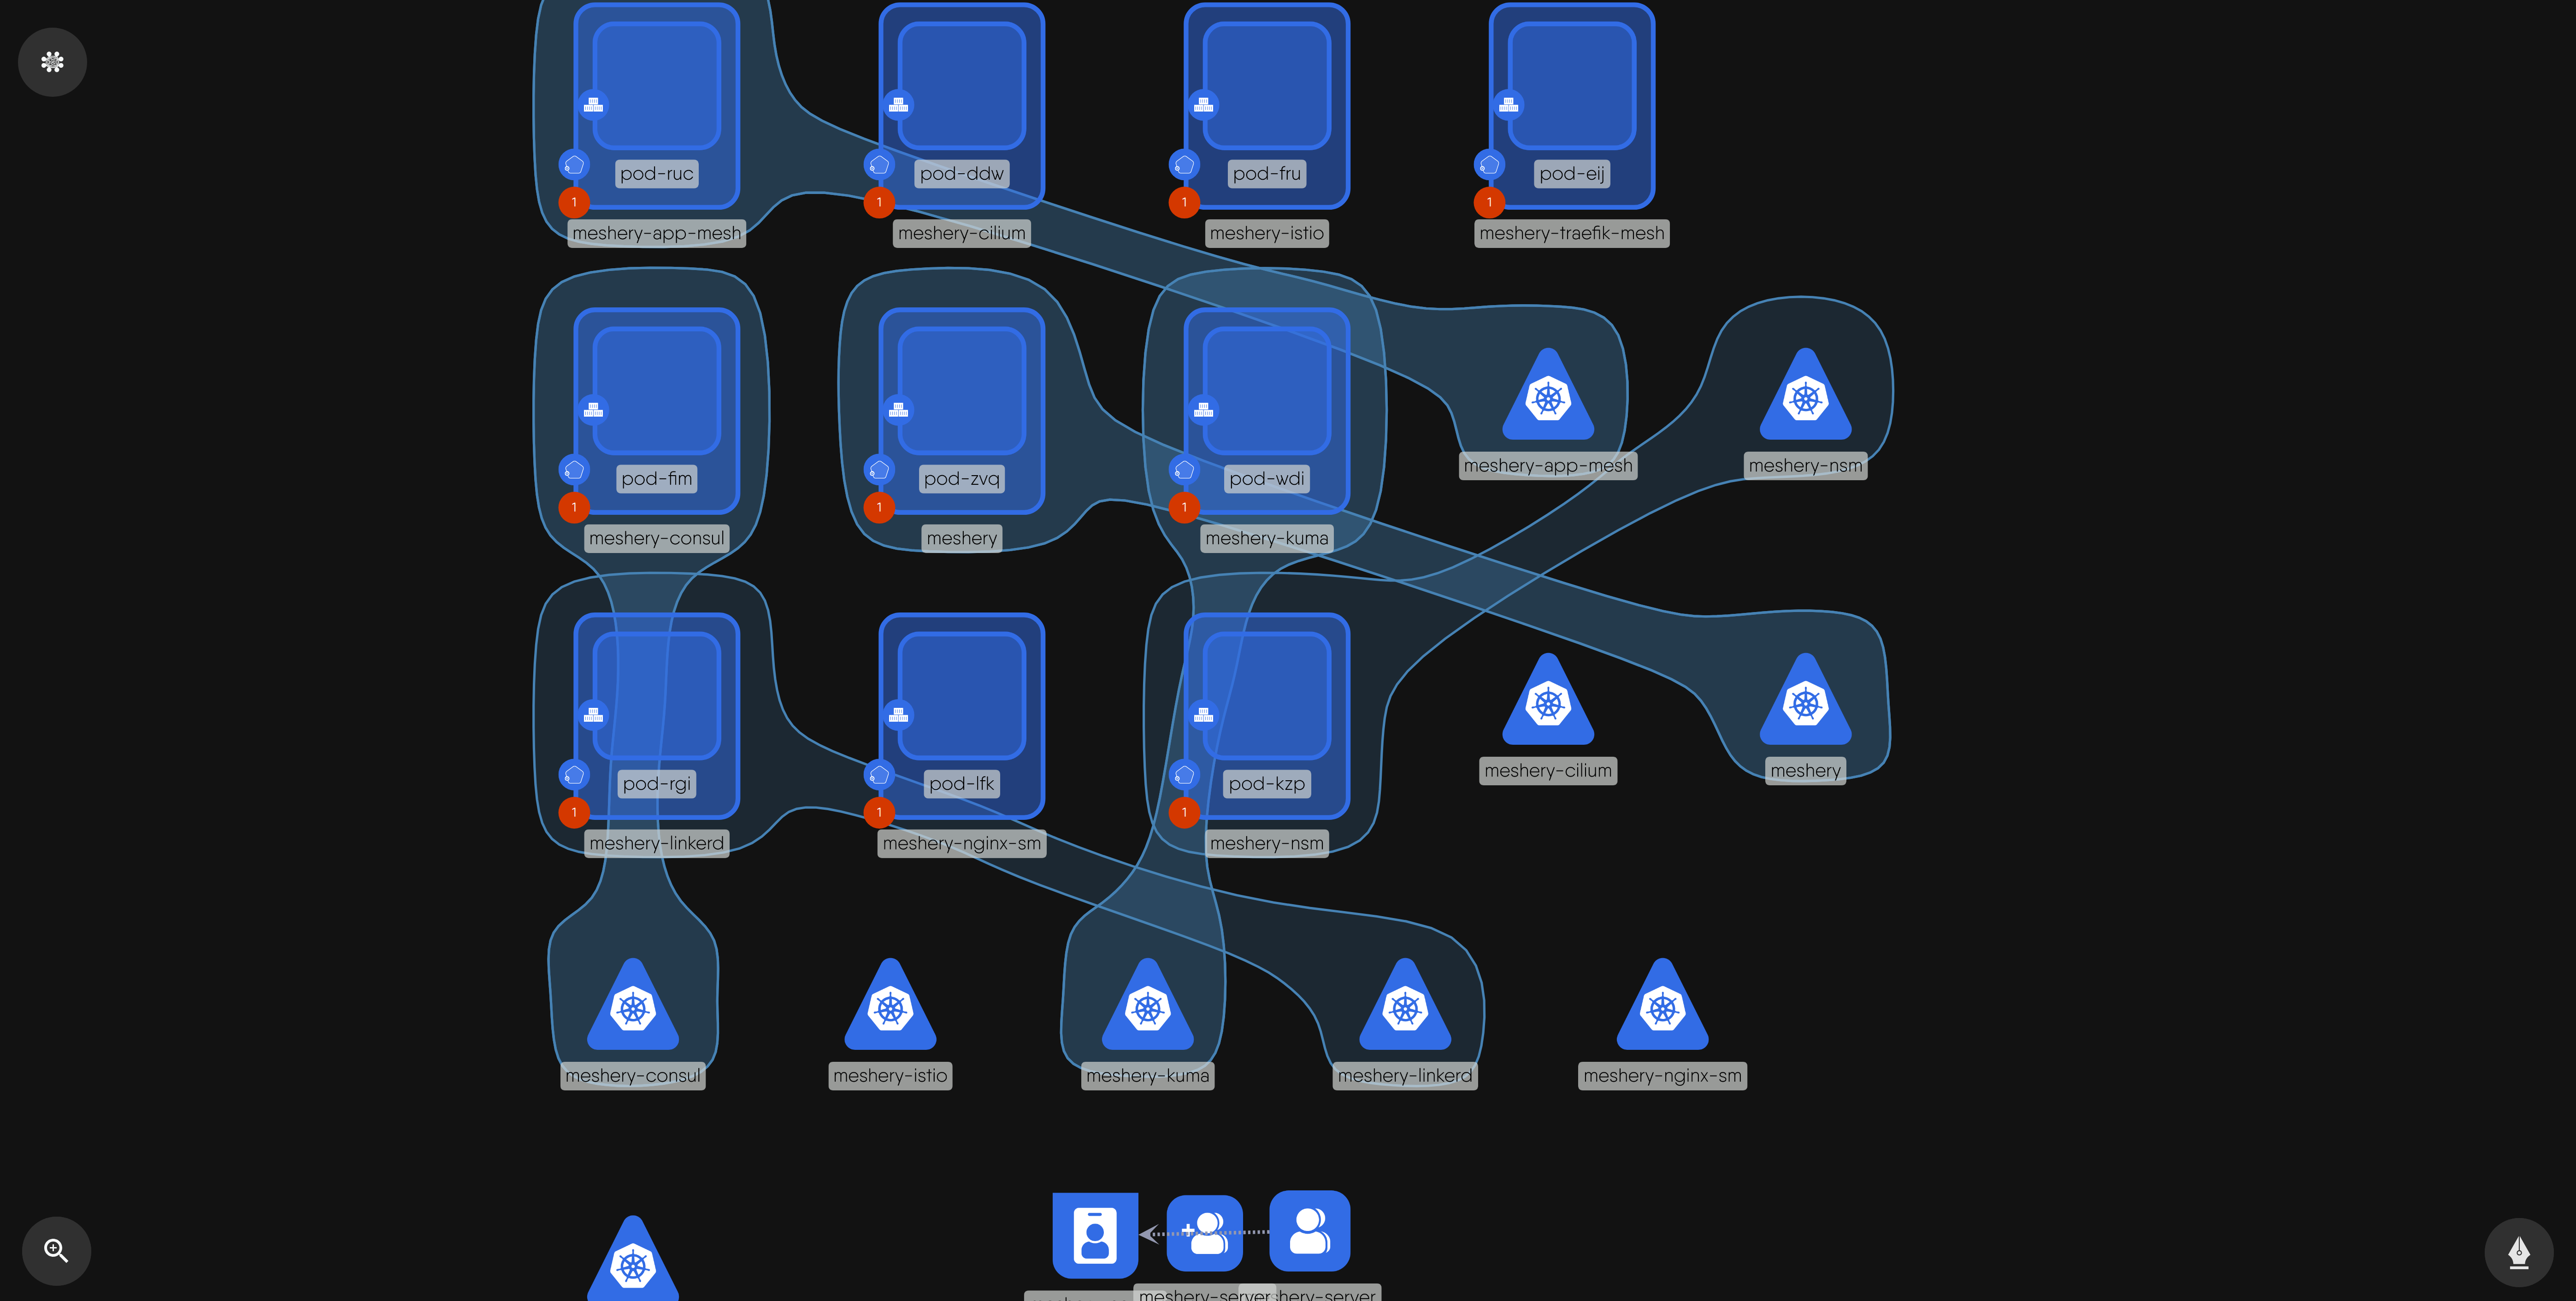 pod-ruc
pod-ddw
pod-fru
pod-eij
1
1
1
1
meshery-app-mesh
meshery-cilium
meshery-istio
meshery-traefik-mesh
pod-fim
pod-zvq
pod-wdi
meshery-app-mesh
meshery-nsm
1
1
1
meshery-consul
meshery
meshery-kuma
pod-rgi
pod-lfk
pod-kzp
meshery-cilium
meshery
1
1
1
meshery-linkerd
meshery-nginx-sm
meshery-nsm
meshery-consul
meshery-istio
meshery-kuma
meshery-linkerd
meshery-nginx-sm
meshery-server